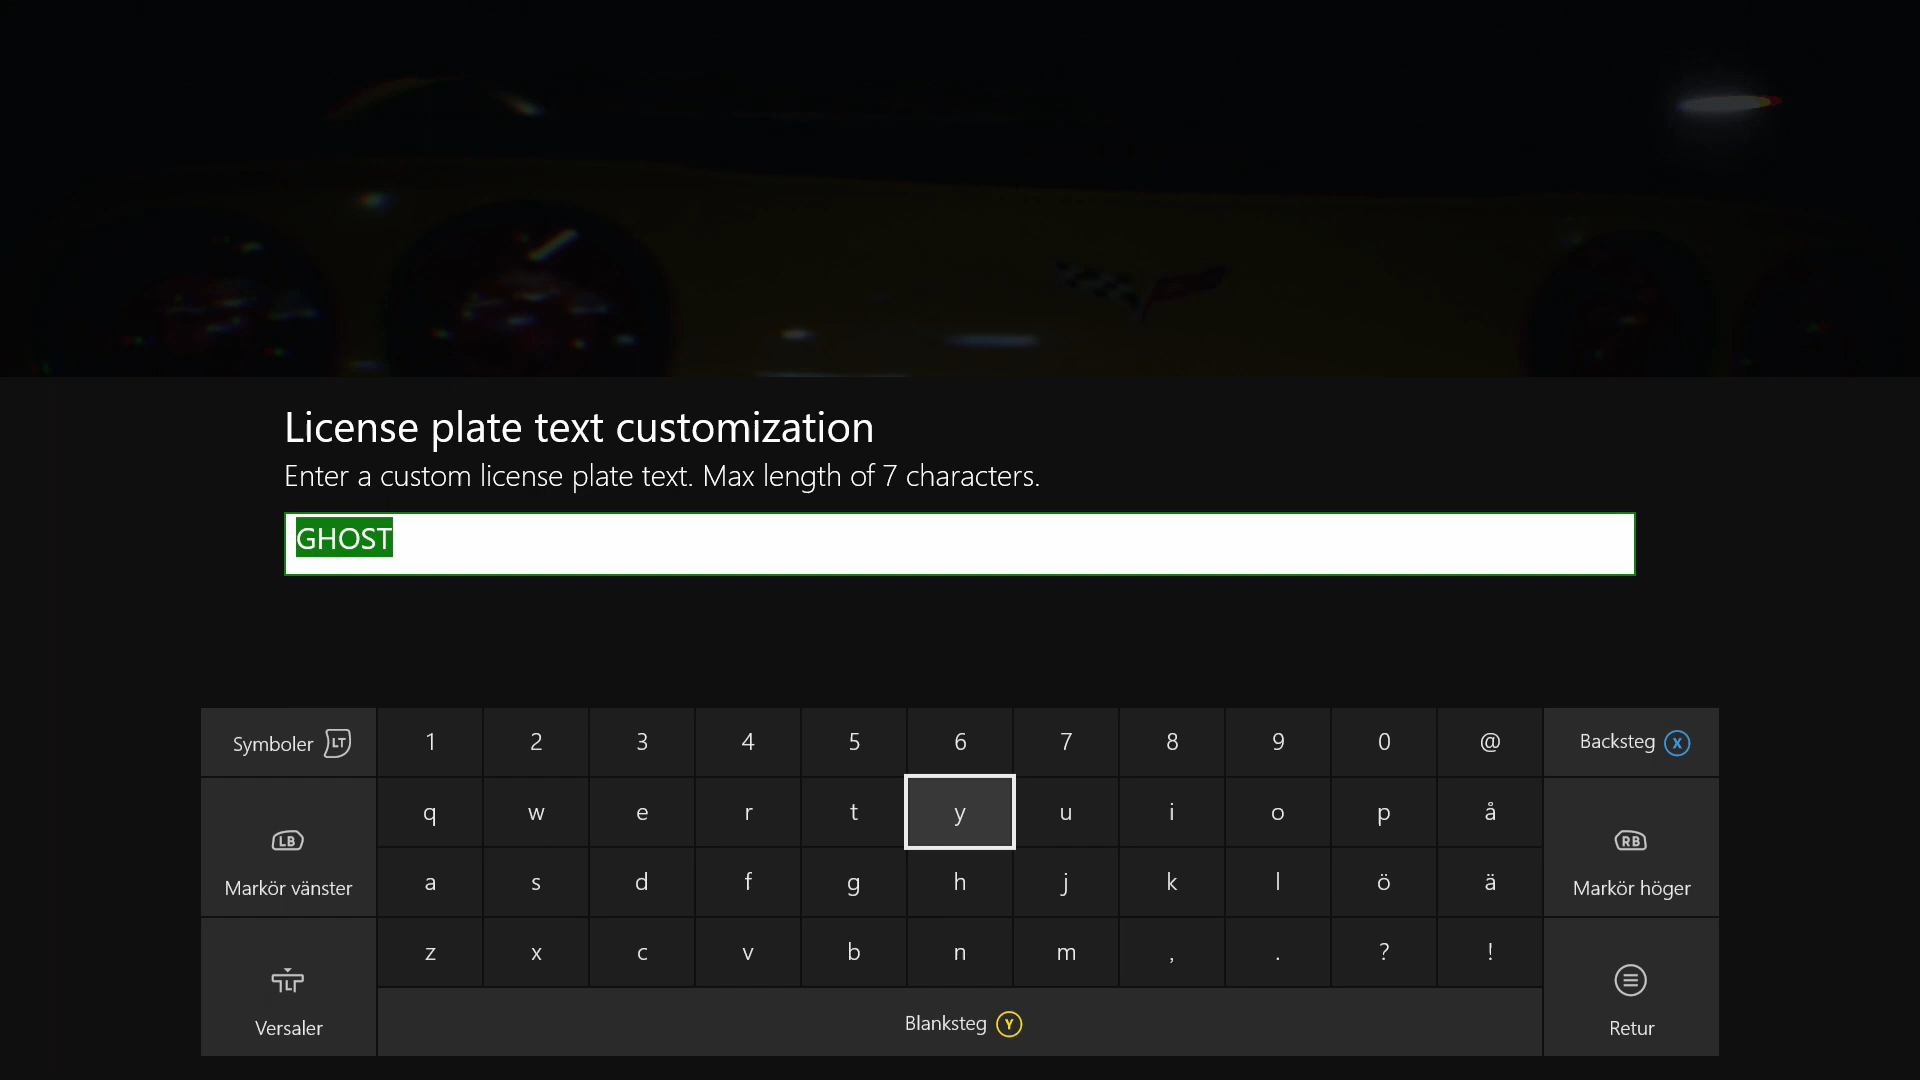 License plate text customization
Enter a custom license plate text. Max length of 7 characters.
GHOST
Symboler LT 1 2 3 4 5 6 7 8 9 0 @ Backsteg X
q w e r t y u i o p å
LB RB
Markör vänster a s d f g h j k l ö ä Markör höger
z x c v b n m , . ? !
LT
Versaler Blanksteg Y Retur